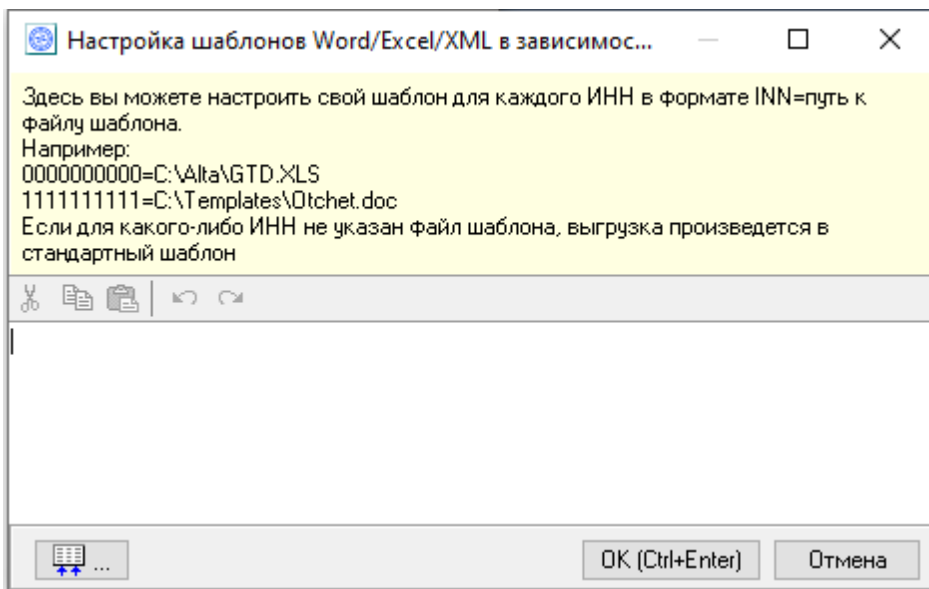 Настройка шаблонов Word/Excel/XML в зависимос...
Здесь вы можете настроить свой шаблон для каждого ИНН в формате INN=путь к
файлу шаблона.
Например:
0000000000=C:\Alta\GTD.XLS
1111111111=C:\Templates\Otchet.doc
Если для какого-либо ИНН не указан файл шаблона, выгрузка произведется в
стандартный шаблон
...
OK (Ctrl+Enter)
Отмена